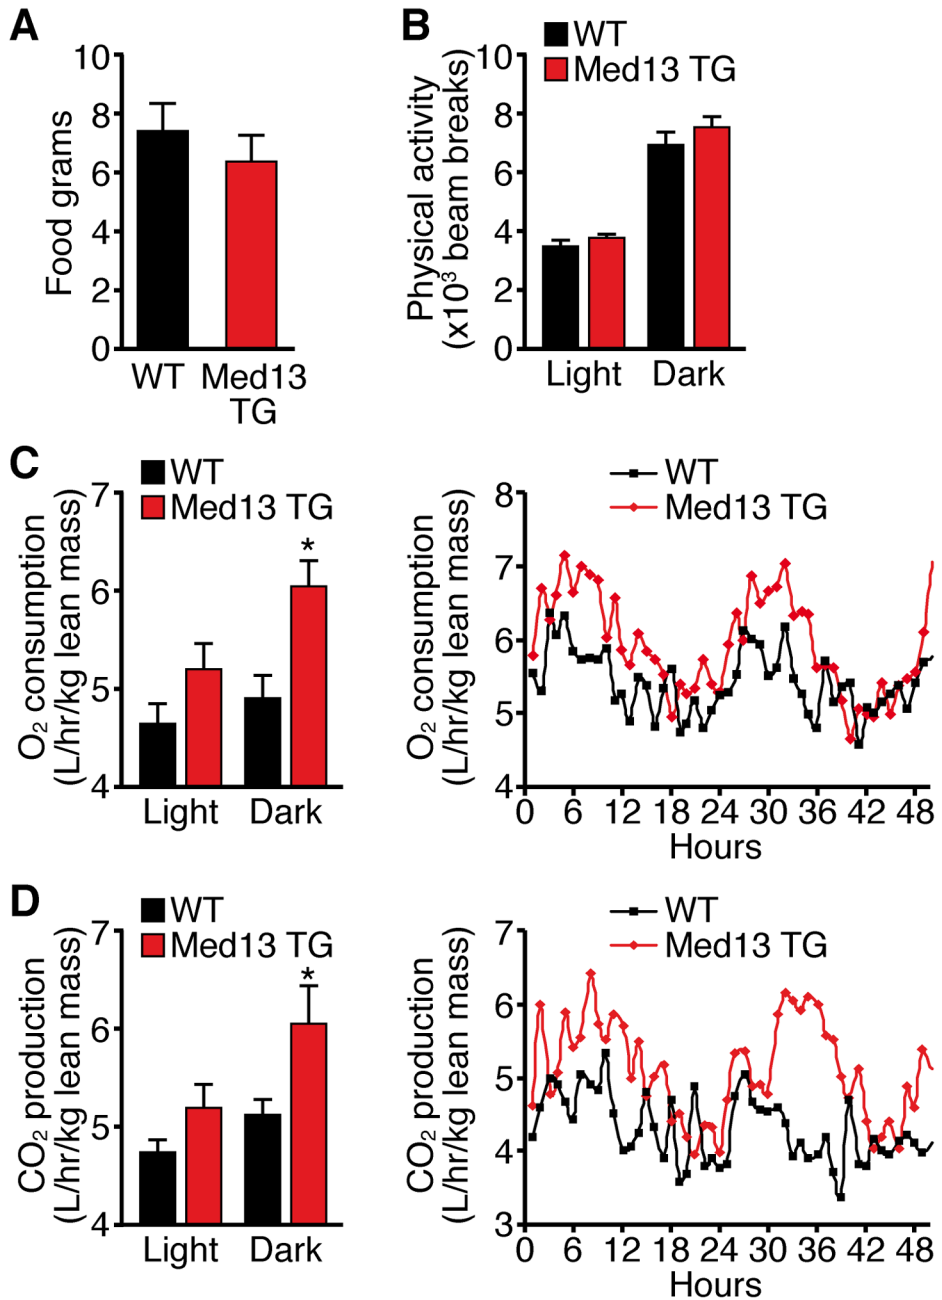 A
Food grams
10
8
6
4
2
0
WT
Med13
TG
B
WT
Med13 TG
Physical activity
(x10³ beam breaks)
10
8
6
4
2
0
Light
Dark
C
WT
Med13 TG
O₂ consumption
(L/hr/kg lean mass)
7
6
5
4
*
Light
Dark
WT
Med13 TG
O₂ consumption
(L/hr/kg lean mass)
8
7
6
5
4
0 6 12 18 24 30 36 42 48
Hours
D
WT
Med13 TG
CO₂ production
(L/hr/kg lean mass)
7
6
5
4
*
Light
Dark
WT
Med13 TG
CO₂ production
(L/hr/kg lean mass)
7
6
5
4
3
0 6 12 18 24 30 36 42 48
Hours